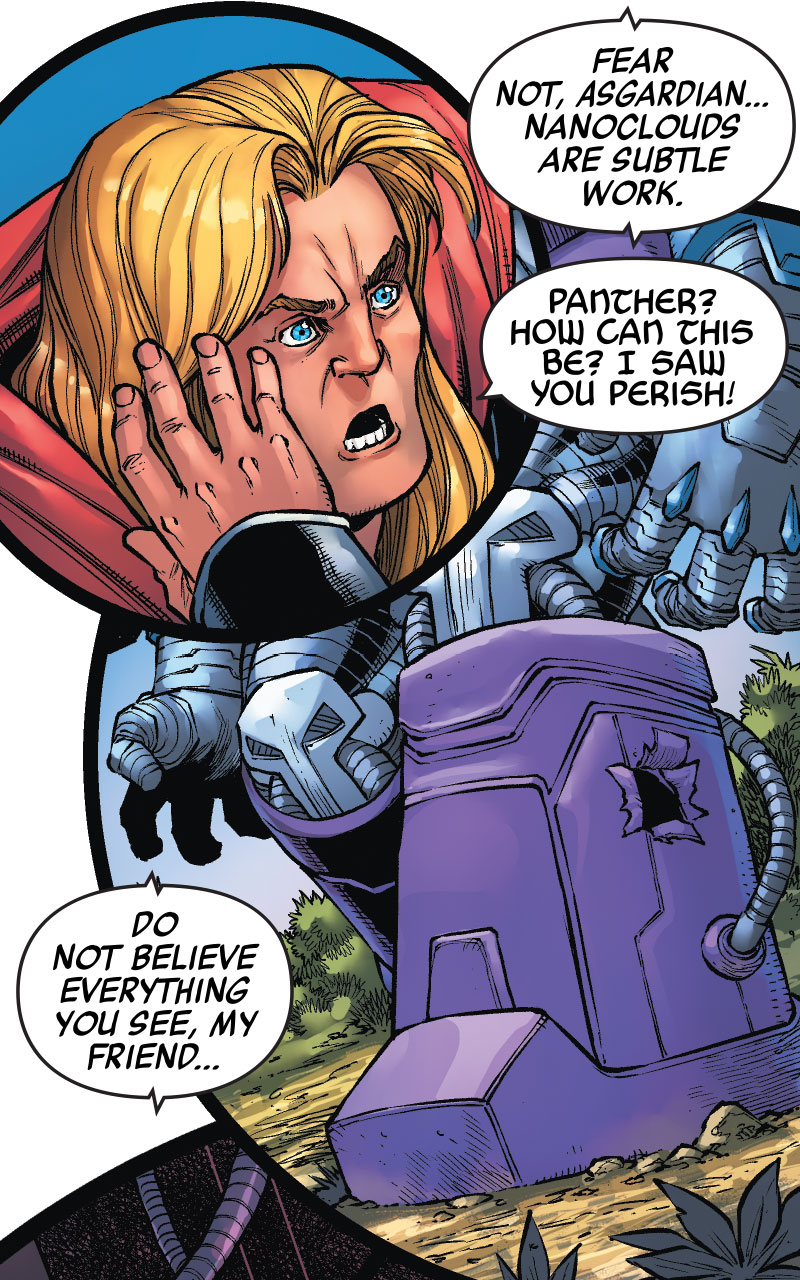 FEAR
NOT, ASGARDIAN...
NANOCLOUDS
ARE SUBTLE
WORK.
PANTHER?
HOW CAN THIS
BE? I SAW
YOU PERISH!
DO
NOT BELIEVE
EVERYTHING
YOU SEE, MY
FRIEND...